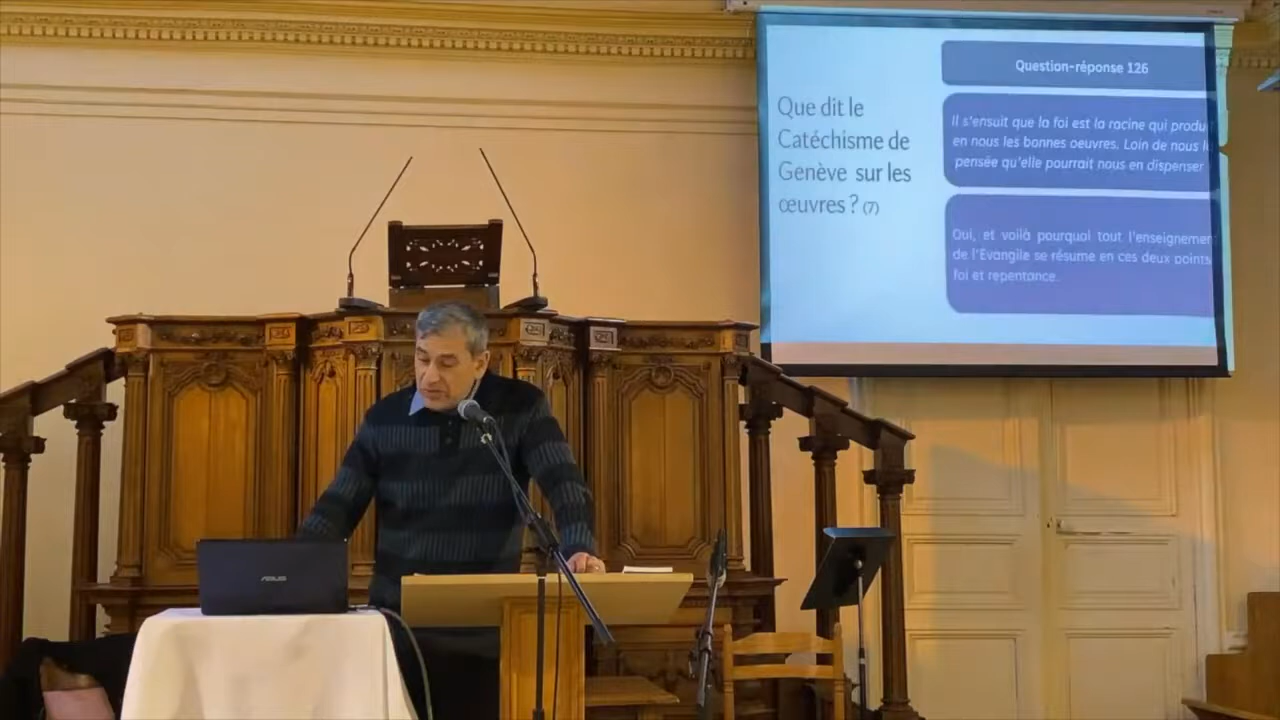 Que dit le
Catéchisme de
Genève sur les
œuvres ? (7)
Question-réponse 126
Il s'ensuit que la foi est la racine qui produ
en nous les bonnes oeuvres. Loin de nous l
pensée qu'elle pourrait nous en dispenser
Oui, et voilà pourquoi tout l'enseignemen
de l'Evangile se résume en ces deux points
foi et repentance.
ASUS